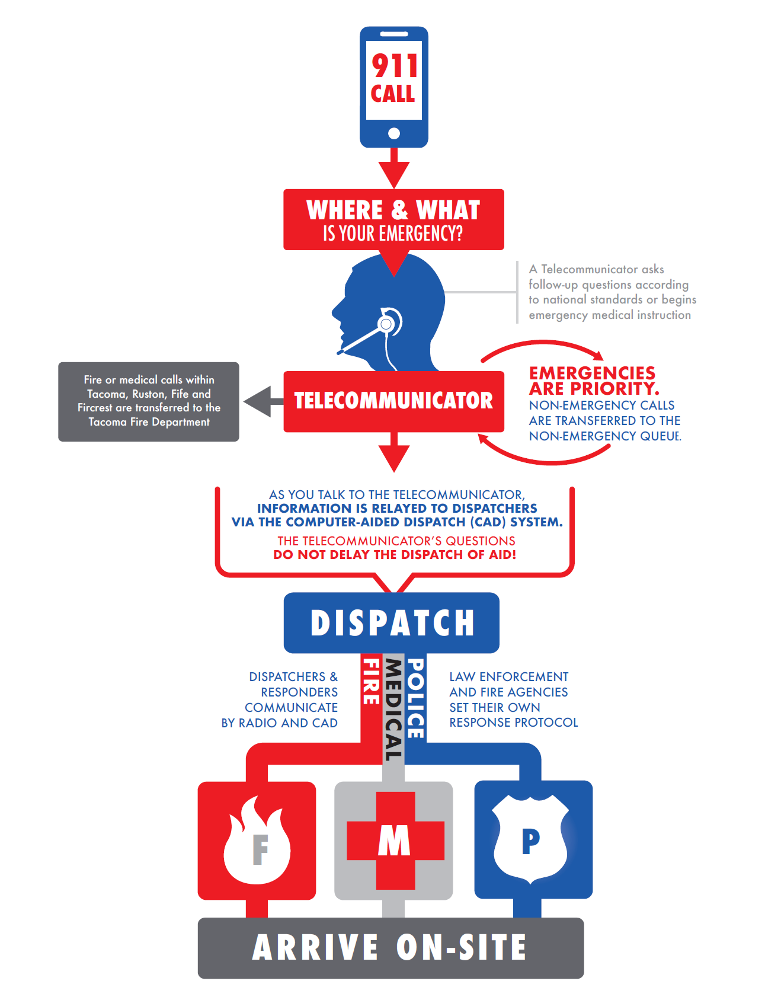 911
CALL
WHERE & WHAT
IS YOUR EMERGENCY?
A Telecommunicator asks
follow-up questions according
to national standards or begins
emergency medical instruction
Fire or medical calls within
Tacoma, Ruston, Fife and
Fircrest are transferred to the
Tacoma Fire Department
TELECOMMUNICATOR
EMERGENCIES
ARE PRIORITY.
NON-EMERGENCY CALLS
ARE TRANSFERRED TO THE
NON-EMERGENCY QUEUE.
AS YOU TALK TO THE TELECOMMUNICATOR,
INFORMATION IS RELAYED TO DISPATCHERS
VIA THE COMPUTER-AIDED DISPATCH (CAD) SYSTEM.
THE TELECOMMUNICATOR'S QUESTIONS
DO NOT DELAY THE DISPATCH OF AID!
DISPATCH
DISPATCHERS &
RESPONDERS
COMMUNICATE
BY RADIO AND CAD
FIRE
MEDICAL
POLICE
LAW ENFORCEMENT
AND FIRE AGENCIES
SET THEIR OWN
RESPONSE PROTOCOL
F
M
P
ARRIVE ON-SITE